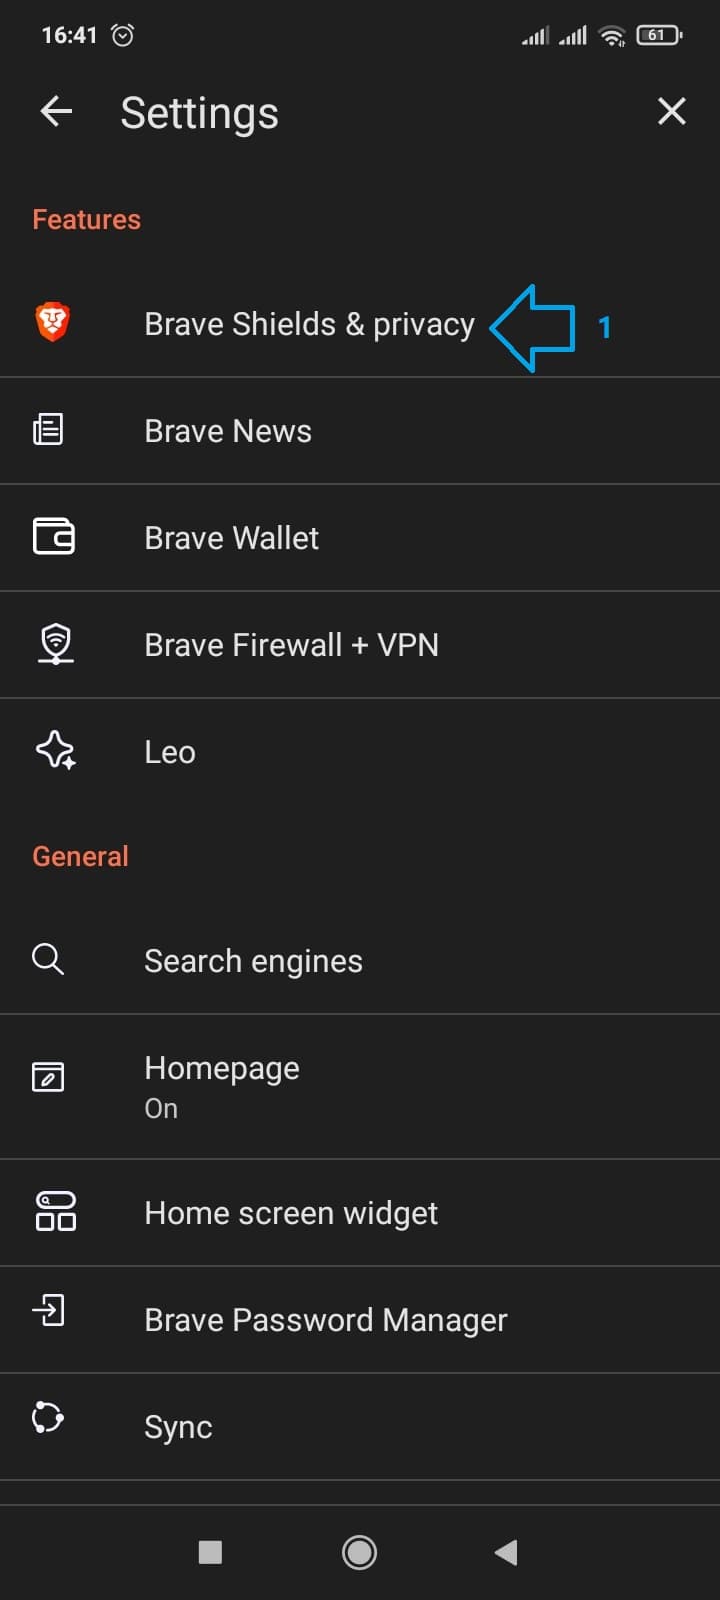 16:41
61
Settings
Features
Brave Shields & privacy 1
Brave News
Brave Wallet
Brave Firewall + VPN
Leo
General
Search engines
Homepage
On
Home screen widget
Brave Password Manager
Sync